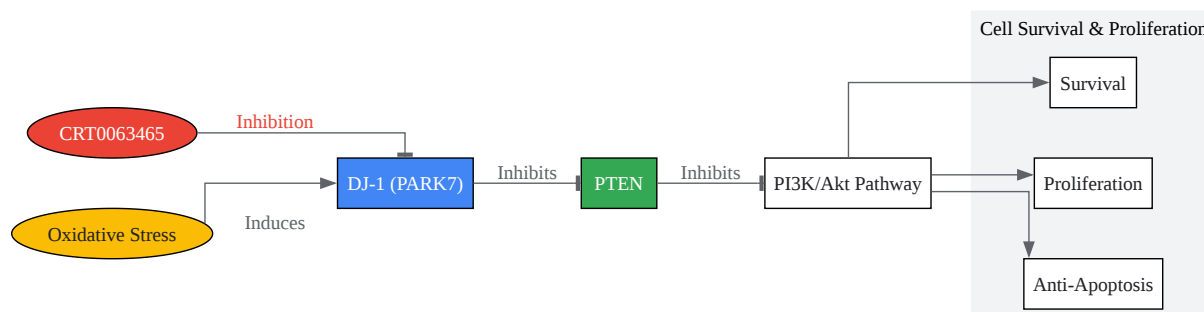 Cell Survival & Proliferation
Survival
CRT0063465
Inhibition
DJ-1 (PARK7)
Inhibits
PTEN
Inhibits
PI3K/Akt Pathway
Proliferation
Oxidative Stress
Induces
Anti-Apoptosis